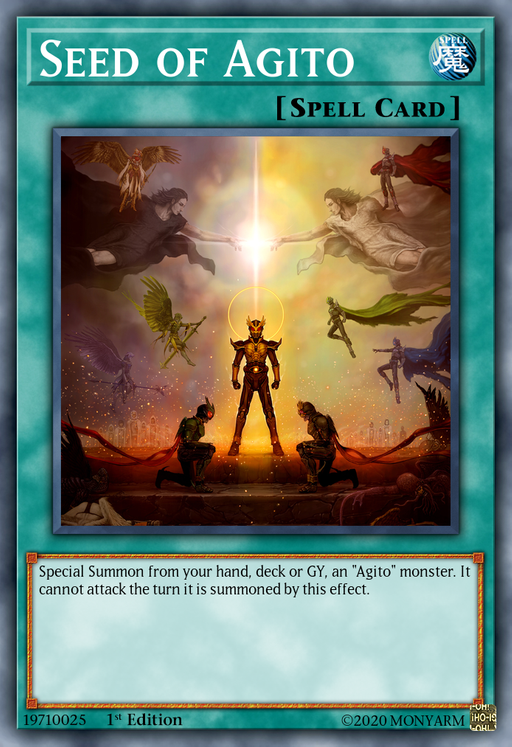 SEED OF AGITO
SPELL
魔
[SPELL CARD]
Special Summon from your hand, deck or GY, an "Agito" monster. It
cannot attack the turn it is summoned by this effect.
19710025 1st Edition ©2020 MONYARM